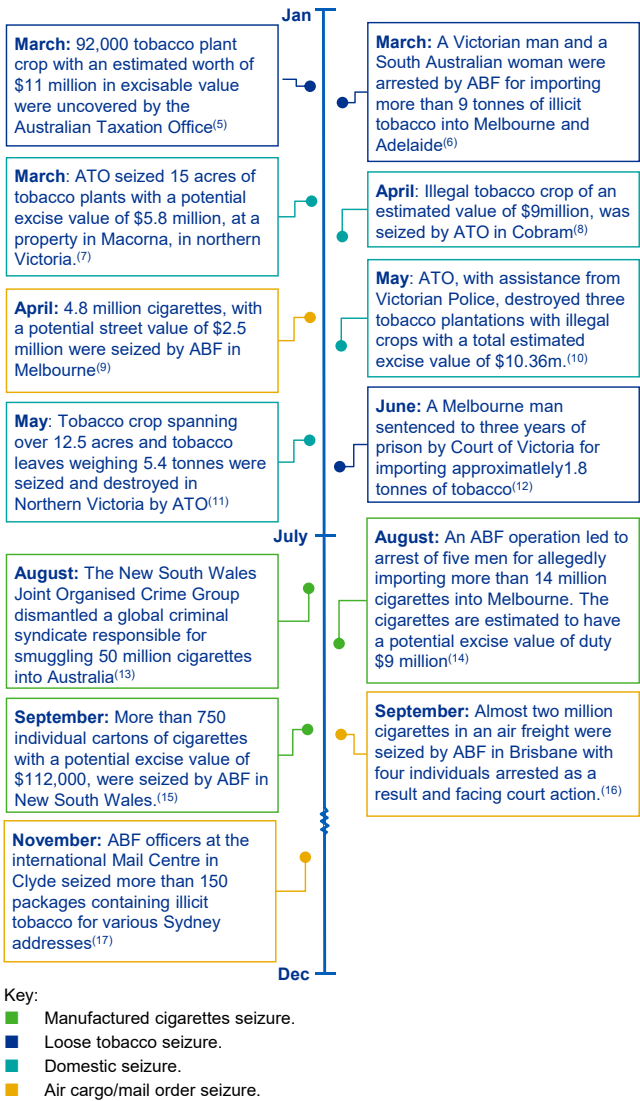 Jan
March: 92,000 tobacco plant
crop with an estimated worth of
$11 million in excisable value
were uncovered by the
Australian Taxation Office(5)
March: A Victorian man and a
South Australian woman were
arrested by ABF for importing
more than 9 tonnes of illicit
tobacco into Melbourne and
Adelaide(6)
March: ATO seized 15 acres of
tobacco plants with a potential
excise value of $5.8 million, at a
property in Macorna, in northern
Victoria.(7)
April: Illegal tobacco crop of an
estimated value of $9million, was
seized by ATO in Cobram(8)
April: 4.8 million cigarettes, with
a potential street value of $2.5
million were seized by ABF in
Melbourne(9)
May: ATO, with assistance from
Victorian Police, destroyed three
tobacco plantations with illegal
crops with a total estimated
excise value of $10.36m.(10)
May: Tobacco crop spanning
over 12.5 acres and tobacco
leaves weighing 5.4 tonnes were
seized and destroyed in
Northern Victoria by ATO(11)
June: A Melbourne man
sentenced to three years of
prison by Court of Victoria for
importing approximatlely1.8
tonnes of tobacco(12)
July
August: The New South Wales
Joint Organised Crime Group
dismantled a global criminal
syndicate responsible for
smuggling 50 million cigarettes
into Australia(13)
August: An ABF operation led to
arrest of five men for allegedly
importing more than 14 million
cigarettes into Melbourne. The
cigarettes are estimated to have
a potential excise value of duty
$9 million(14)
September: More than 750
individual cartons of cigarettes
with a potential excise value of
$112,000, were seized by ABF in
New South Wales.(15)
September: Almost two million
cigarettes in an air freight were
seized by ABF in Brisbane with
four individuals arrested as a
result and facing court action.(16)
November: ABF officers at the
international Mail Centre in
Clyde seized more than 150
packages containing illicit
tobacco for various Sydney
addresses(17)
Dec
Key:
Manufactured cigarettes seizure.
Loose tobacco seizure.
Domestic seizure.
Air cargo/mail order seizure.